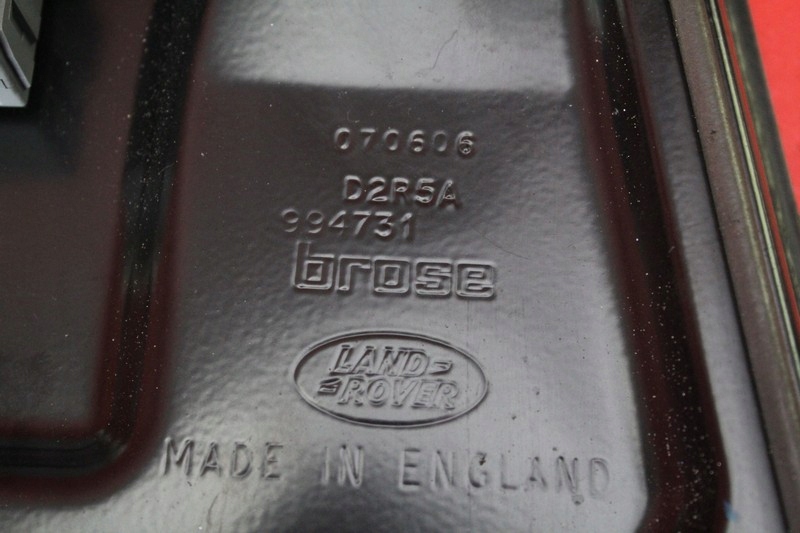 070606
D2R5A
994731
brose
LAND
ROVER
MADE IN ENGLAND